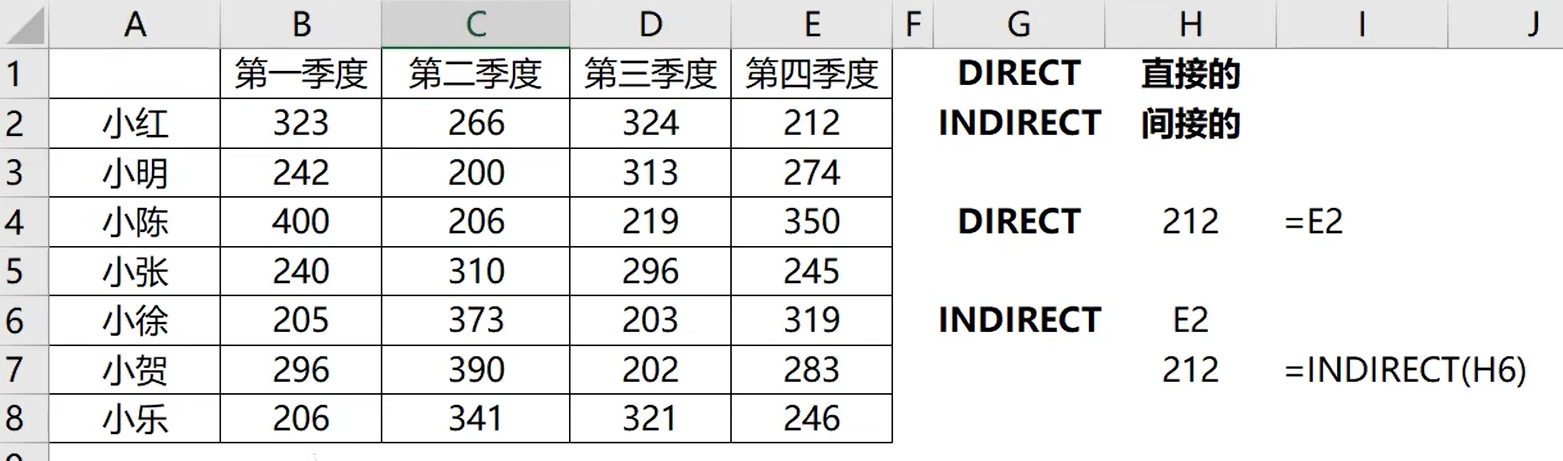 A B C D E F G H I J
1 第一季度 第二季度 第三季度 第四季度 DIRECT 直接的
2 小红 323 266 324 212 INDIRECT 间接的
3 小明 242 200 313 274
4 小陈 400 206 219 350 DIRECT 212 =E2
5 小张 240 310 296 245
6 小徐 205 373 203 319 INDIRECT E2
7 小贺 296 390 202 283 212 =INDIRECT(H6)
8 小乐 206 341 321 246